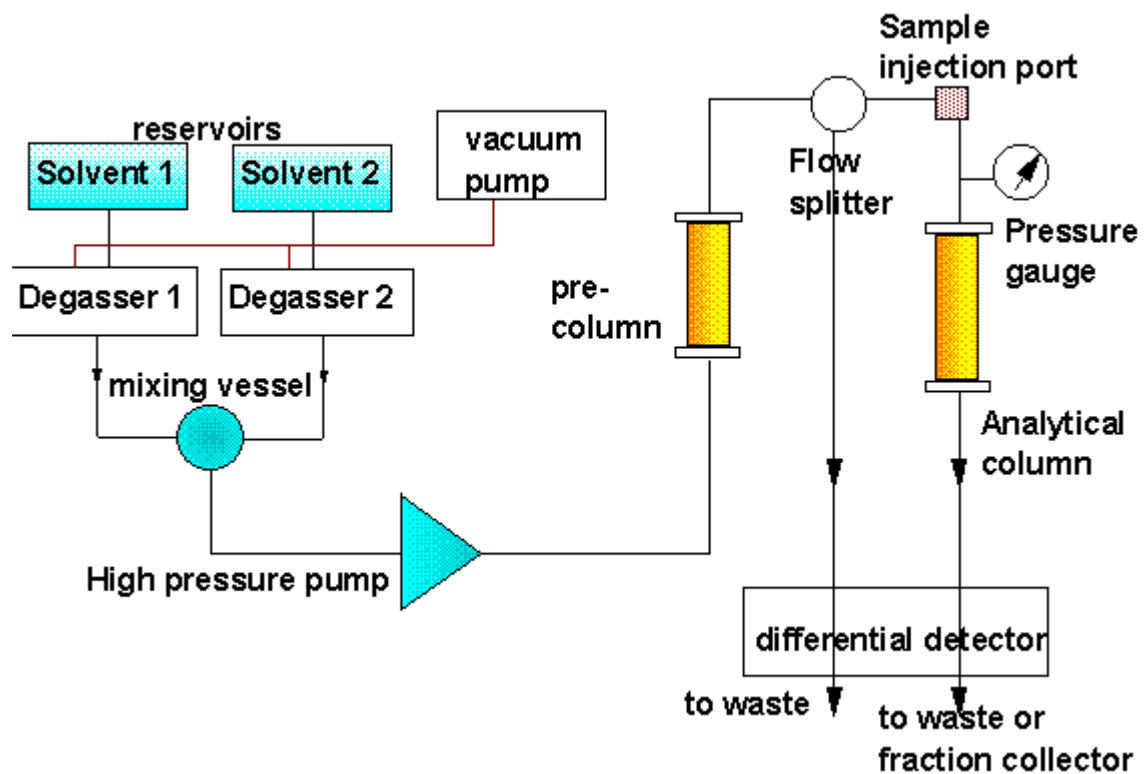 Sample
injection port
reservoirs
vacuum
pump
Solvent 1
Solvent 2
Flow
splitter
Pressure
gauge
Degasser 1
Degasser 2
pre-
column
mixing vessel
Analytical
column
High pressure pump
differential detector
to waste
to waste or
fraction collector